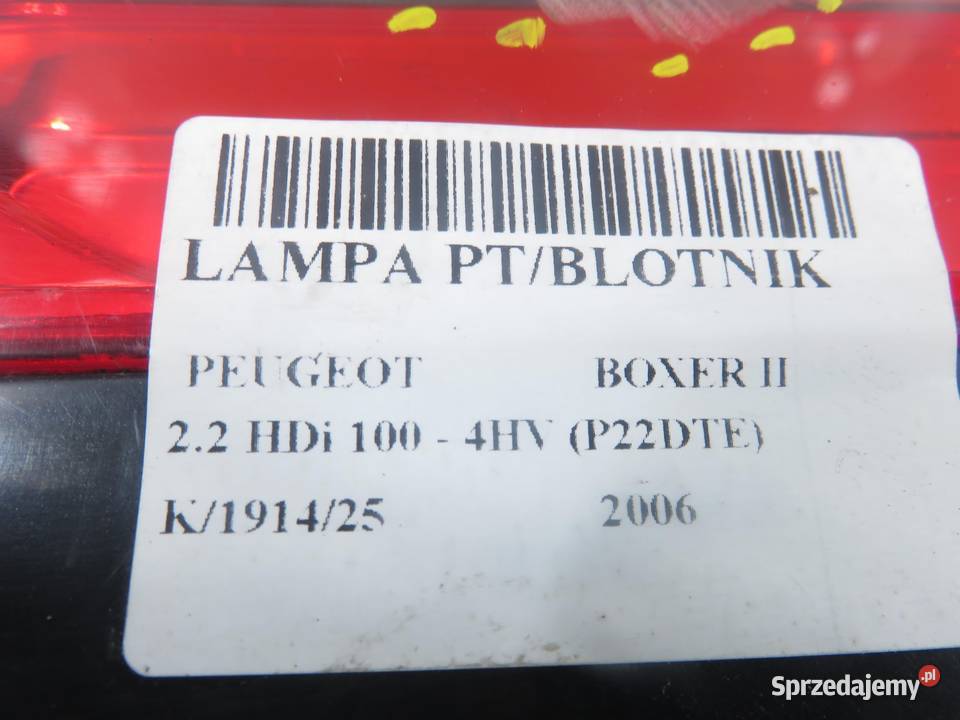 LAMPA PT/BLOTNIK
PEUGEOT BOXER II
2.2 HDi 100 - 4HV (P22DTE)
K/1914/25 2006
Sprzedajemy.pl